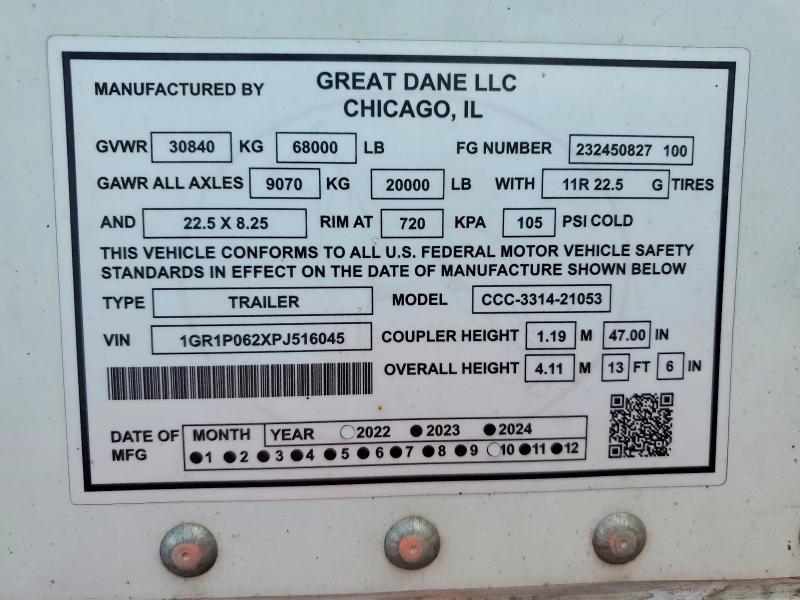 MANUFACTURED BY GREAT DANE LLC
CHICAGO, IL
GVWR 30840 KG 68000 LB FG NUMBER 232450827 100
GAWR ALL AXLES 9070 KG 20000 LB WITH 11R 22.5 G TIRES
AND 22.5 X 8.25 RIM AT 720 KPA 105 PSI COLD
THIS VEHICLE CONFORMS TO ALL U.S. FEDERAL MOTOR VEHICLE SAFETY
STANDARDS IN EFFECT ON THE DATE OF MANUFACTURE SHOWN BELOW
TYPE TRAILER MODEL CCC-3314-21053
VIN 1GR1P062XPJ516045 COUPLER HEIGHT 1.19 M 47.00 IN
OVERALL HEIGHT 4.11 M 13 FT 6 IN
DATE OF MFG MONTH YEAR 2022 2023 2024
1 2 3 4 5 6 7 8 9 10 11 12